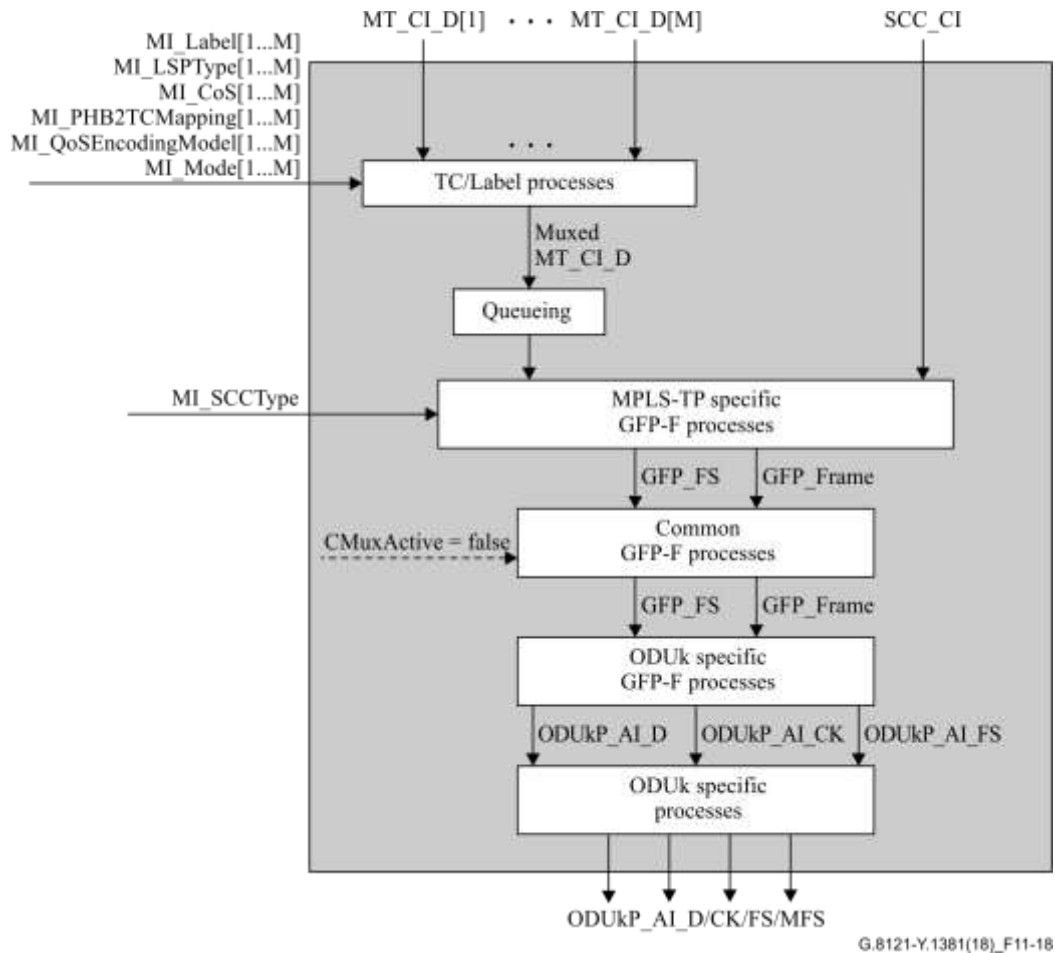 MT_CI_D[1] · · · MT_CI_D[M] SCC_CI
MI_Label[1...M]
MI_LSPType[1...M]
MI_CoS[1...M]
MI_PHB2TCMapping[1...M]
MI_QoSEncodingModel[1...M]
MI_Mode[1...M]
· · ·
TC/Label processes
Muxed
MT_CI_D
Queueing
MI_SCCType
MPLS-TP specific
GFP-F processes
GFP_FS GFP_Frame
CMuxActive = false
Common
GFP-F processes
GFP_FS GFP_Frame
ODUk specific
GFP-F processes
ODUkP_AI_D ODUkP_AI_CK ODUkP_AI_FS
ODUk specific
processes
ODUkP_AI_D/CK/FS/MFS
G.8121-Y.1381(18)_F11-18